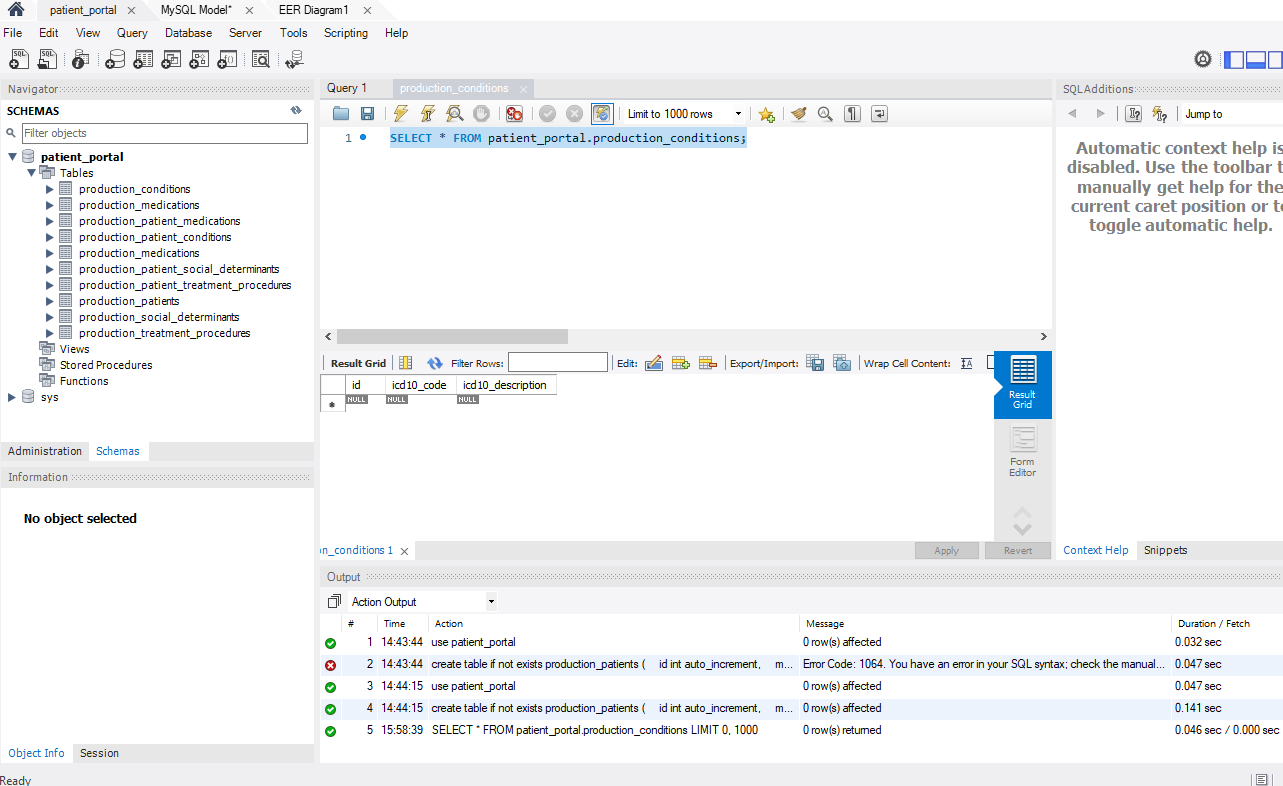 patient_portal
MySQL Model*
EER Diagram1
File Edit View Query Database Server Tools Scripting Help
Navigator
SCHEMAS
Filter objects
patient_portal
Tables
production_conditions
production_medications
production_patient_medications
production_patient_conditions
production_medications
production_patient_social_determinants
production_patient_treatment_procedures
production_patients
production_social_determinants
production_treatment_procedures
Views
Stored Procedures
Functions
sys
Administration Schemas
Information
No object selected
Object Info Session
Ready
Query 1 production_conditions
Limit to 1000 rows
1 SELECT * FROM patient_portal.production_conditions;
Result Grid Filter Rows: Edit: Export/Import: Wrap Cell Content:
id icd10_code icd10_description
NULL NULL NULL
Result
Grid
Form
Editor
on_conditions 1
Apply Revert
SQLAdditions
Jump to
Automatic context help is
disabled. Use the toolbar t
manually get help for the
current caret position or to
toggle automatic help.
Context Help Snippets
Output
Action Output
# Time Action Message Duration / Fetch
1 14:43:44 use patient_portal 0 row(s) affected 0.032 sec
2 14:43:44 create table if not exists production_patients ( id int auto_increment, m... Error Code: 1064. You have an error in your SQL syntax; check the manual... 0.047 sec
3 14:44:15 use patient_portal 0 row(s) affected 0.047 sec
4 14:44:15 create table if not exists production_patients ( id int auto_increment, m... 0 row(s) affected 0.141 sec
5 15:58:39 SELECT * FROM patient_portal.production_conditions LIMIT 0, 1000 0 row(s) returned 0.046 sec / 0.000 sec